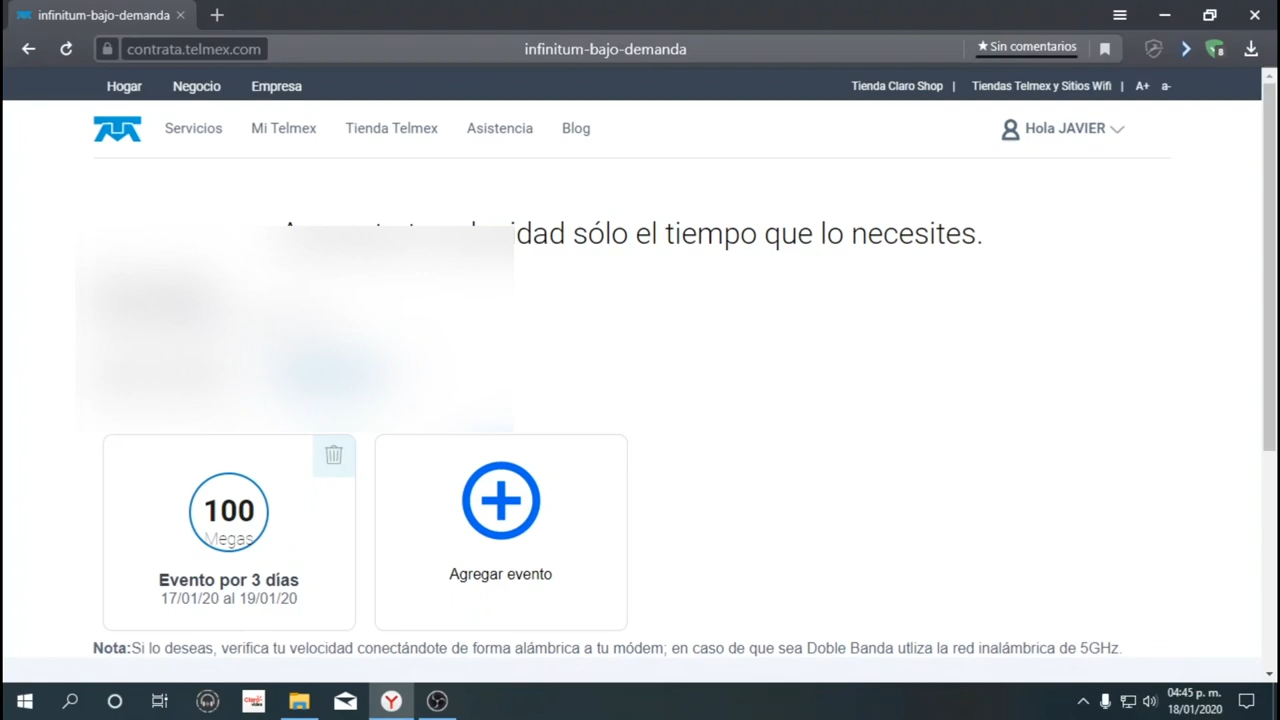 infinitum-bajo-demanda
contrata.telmex.com
infinitum-bajo-demanda
★Sin comentarios
8
Hogar Negocio Empresa
Tienda Claro Shop | Tiendas Telmex y Sitios Wifi | A+ a-
Servicios Mi Telmex Tienda Telmex Asistencia Blog
Hola JAVIER
sólo el tiempo que lo necesites.
100
Megas
Evento por 3 días
17/01/20 al 19/01/20
Agregar evento
Nota:Si lo deseas, verifica tu velocidad conectándote de forma alámbrica a tu módem; en caso de que sea Doble Banda utliza la red inalámbrica de 5GHz.
Claro
video
Y
04:45 p. m.
18/01/2020